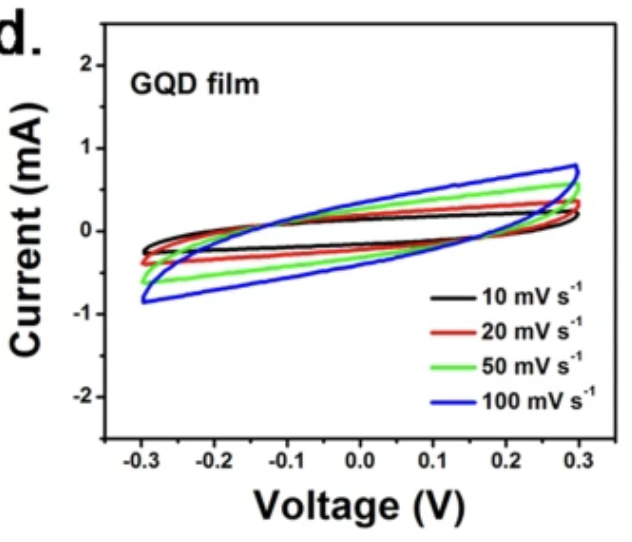 d.
GQD film
Current (mA)
2
1
0
-1
-2
10 mV s⁻¹
20 mV s⁻¹
50 mV s⁻¹
100 mV s⁻¹
-0.3 -0.2 -0.1 0.0 0.1 0.2 0.3
Voltage (V)